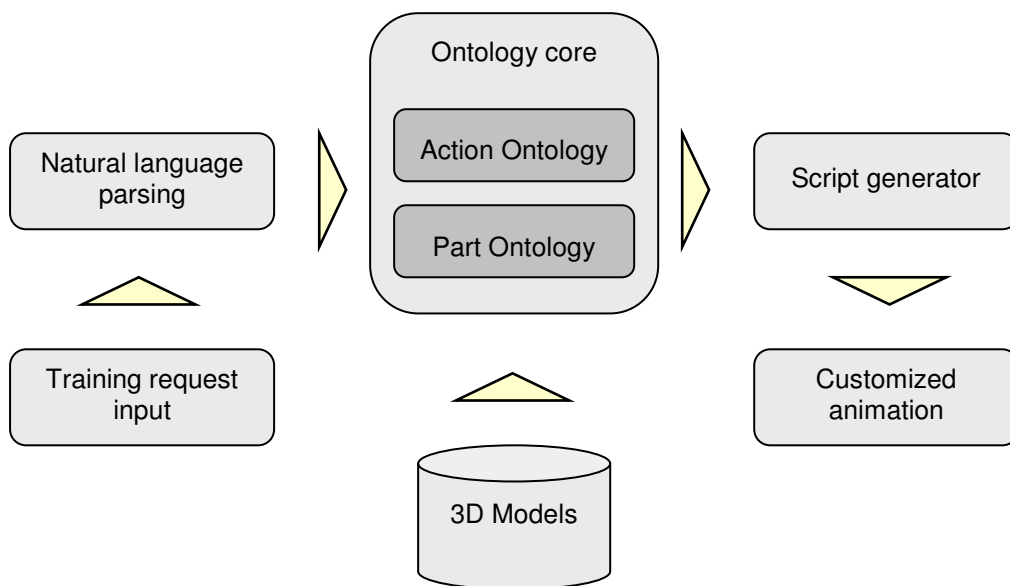 Ontology core
Action Ontology
Part Ontology
Natural language
parsing
Training request
input
3D Models
Script generator
Customized
animation